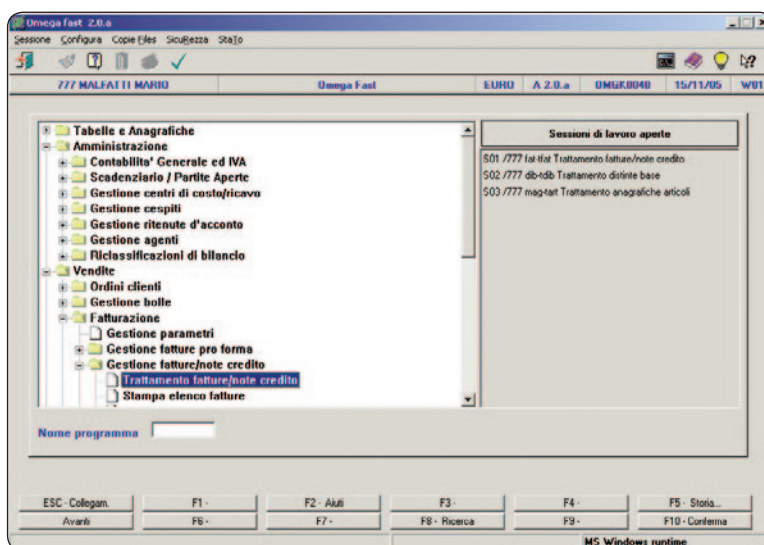 Omega fast 2.0.a
Sessione Configura Copie Files SicuRezza StaTo
777 MALFATTI MARIO Omega Fast EURO A 2.0.a OMGK0040 15/11/05 W01
Tabelle e Anagrafiche
Amministrazione
Contabilita' Generale ed IVA
Scadenziario / Partite Aperte
Gestione centri di costo/ricavo
Gestione cespiti
Gestione ritenute d'acconto
Gestione agenti
Riclassificazioni di bilancio
Vendite
Ordini clienti
Gestione bolle
Fatturazione
Gestione parametri
Gestione fatture pro forma
Gestione fatture/note credito
Trattamento fatture/note credito
Stampa elenco fatture
Sessioni di lavoro aperte
S01 /777 fat-tfat Trattamento fatture/note credito
S02 /777 db-tdib Trattamento distinte base
S03 /777 mag-tart Trattamento anagrafiche articoli
Nome programma
ESC - Collegam. F1 - F2 - Aiuti F3 - F4 - F5 - Storia...
Avanti F6 - F7 - F8 - Ricerca F9 - F10 - Conferma
MS Windows runtime